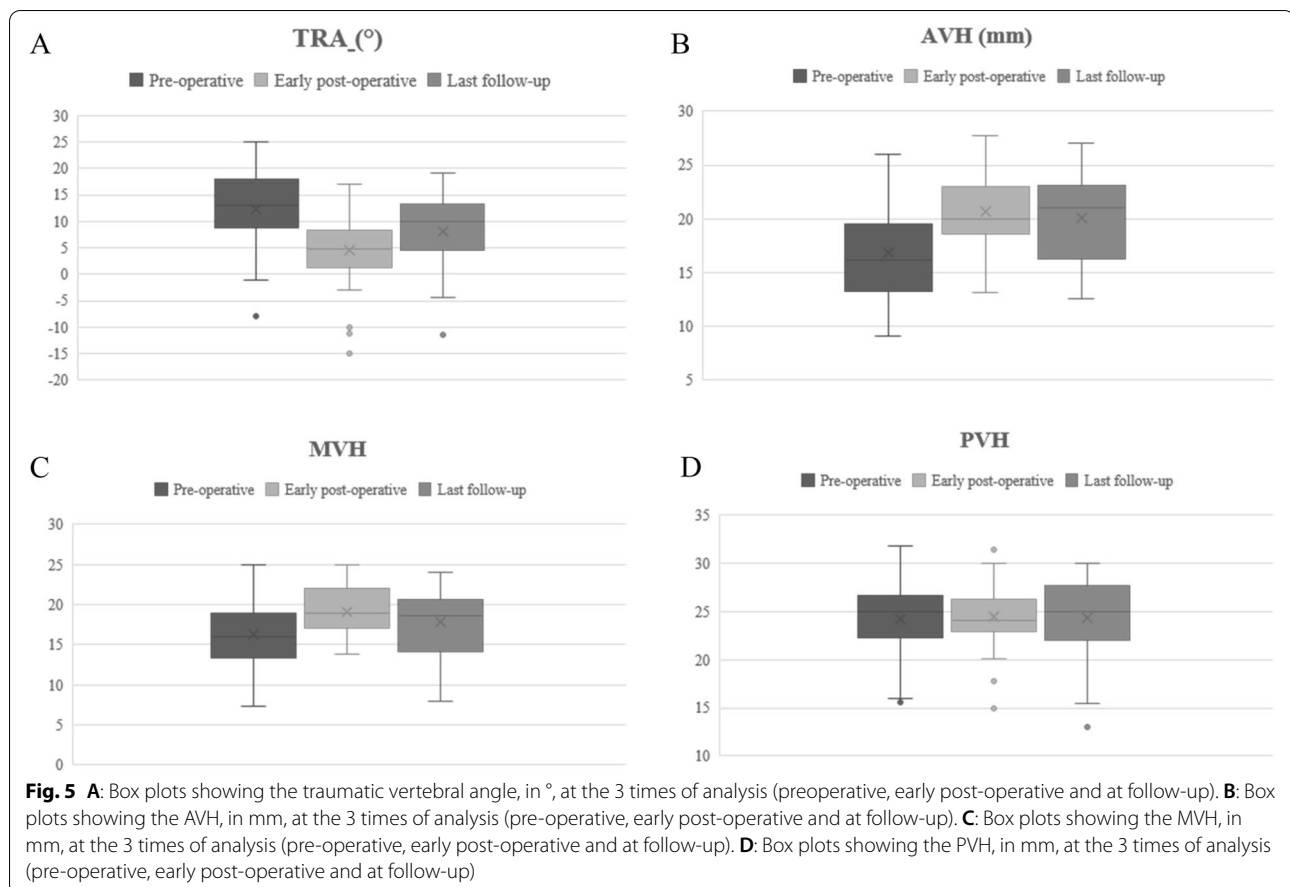 A
TRA_(°)
Pre-operative Early post-operative Last follow-up
30
25
20
15
10
5
0
-5
-10
-15
-20
B
AVH (mm)
Pre-operative Early post-operative Last follow-up
30
25
20
15
10
5
C
MVH
Pre-operative Early post-operative Last follow-up
30
25
20
15
10
5
0
D
PVH
Pre-operative Early post-operative Last follow-up
35
30
25
20
15
10
Fig. 5 A: Box plots showing the traumatic vertebral angle, in °, at the 3 times of analysis (preoperative, early post-operative and at follow-up). B: Box
plots showing the AVH, in mm, at the 3 times of analysis (pre-operative, early post-operative and at follow-up). C: Box plots showing the MVH, in
mm, at the 3 times of analysis (pre-operative, early post-operative and at follow-up). D: Box plots showing the PVH, in mm, at the 3 times of analysis
(pre-operative, early post-operative and at follow-up)